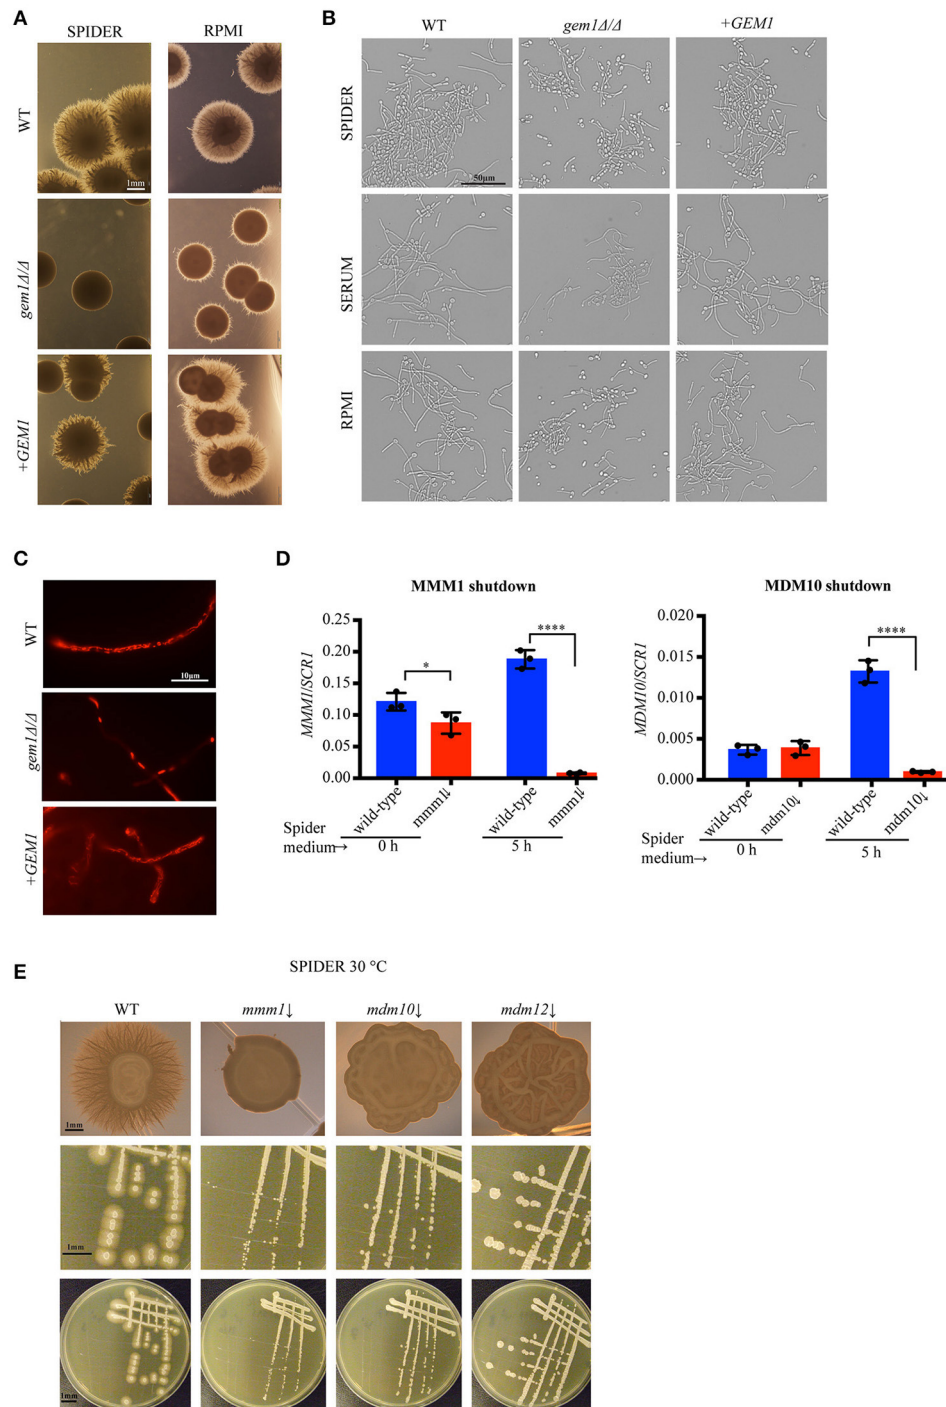 A
SPIDER
RPMI
WT
1mm
gem1Δ/Δ
+GEM1
B
WT
gem1Δ/Δ
+GEM1
SPIDER
50μm
SERUM
RPMI
C
WT
10μm
gem1Δ/Δ
+GEM1
D
MMM1 shutdown
MMM1/SCR1
0.25
0.20
0.15
0.10
0.05
0.00
*
****
wild-type
mmm1↓
wild-type
mmm1↓
Spider
medium→
0 h
5 h
MDM10 shutdown
MDM10/SCR1
0.020
0.015
0.010
0.005
0.000
****
wild-type
mdm10↓
wild-type
mdm10↓
Spider
medium→
0 h
5 h
E
SPIDER 30 °C
WT
mmm1↓
mdm10↓
mdm12↓
1mm
1mm
1mm